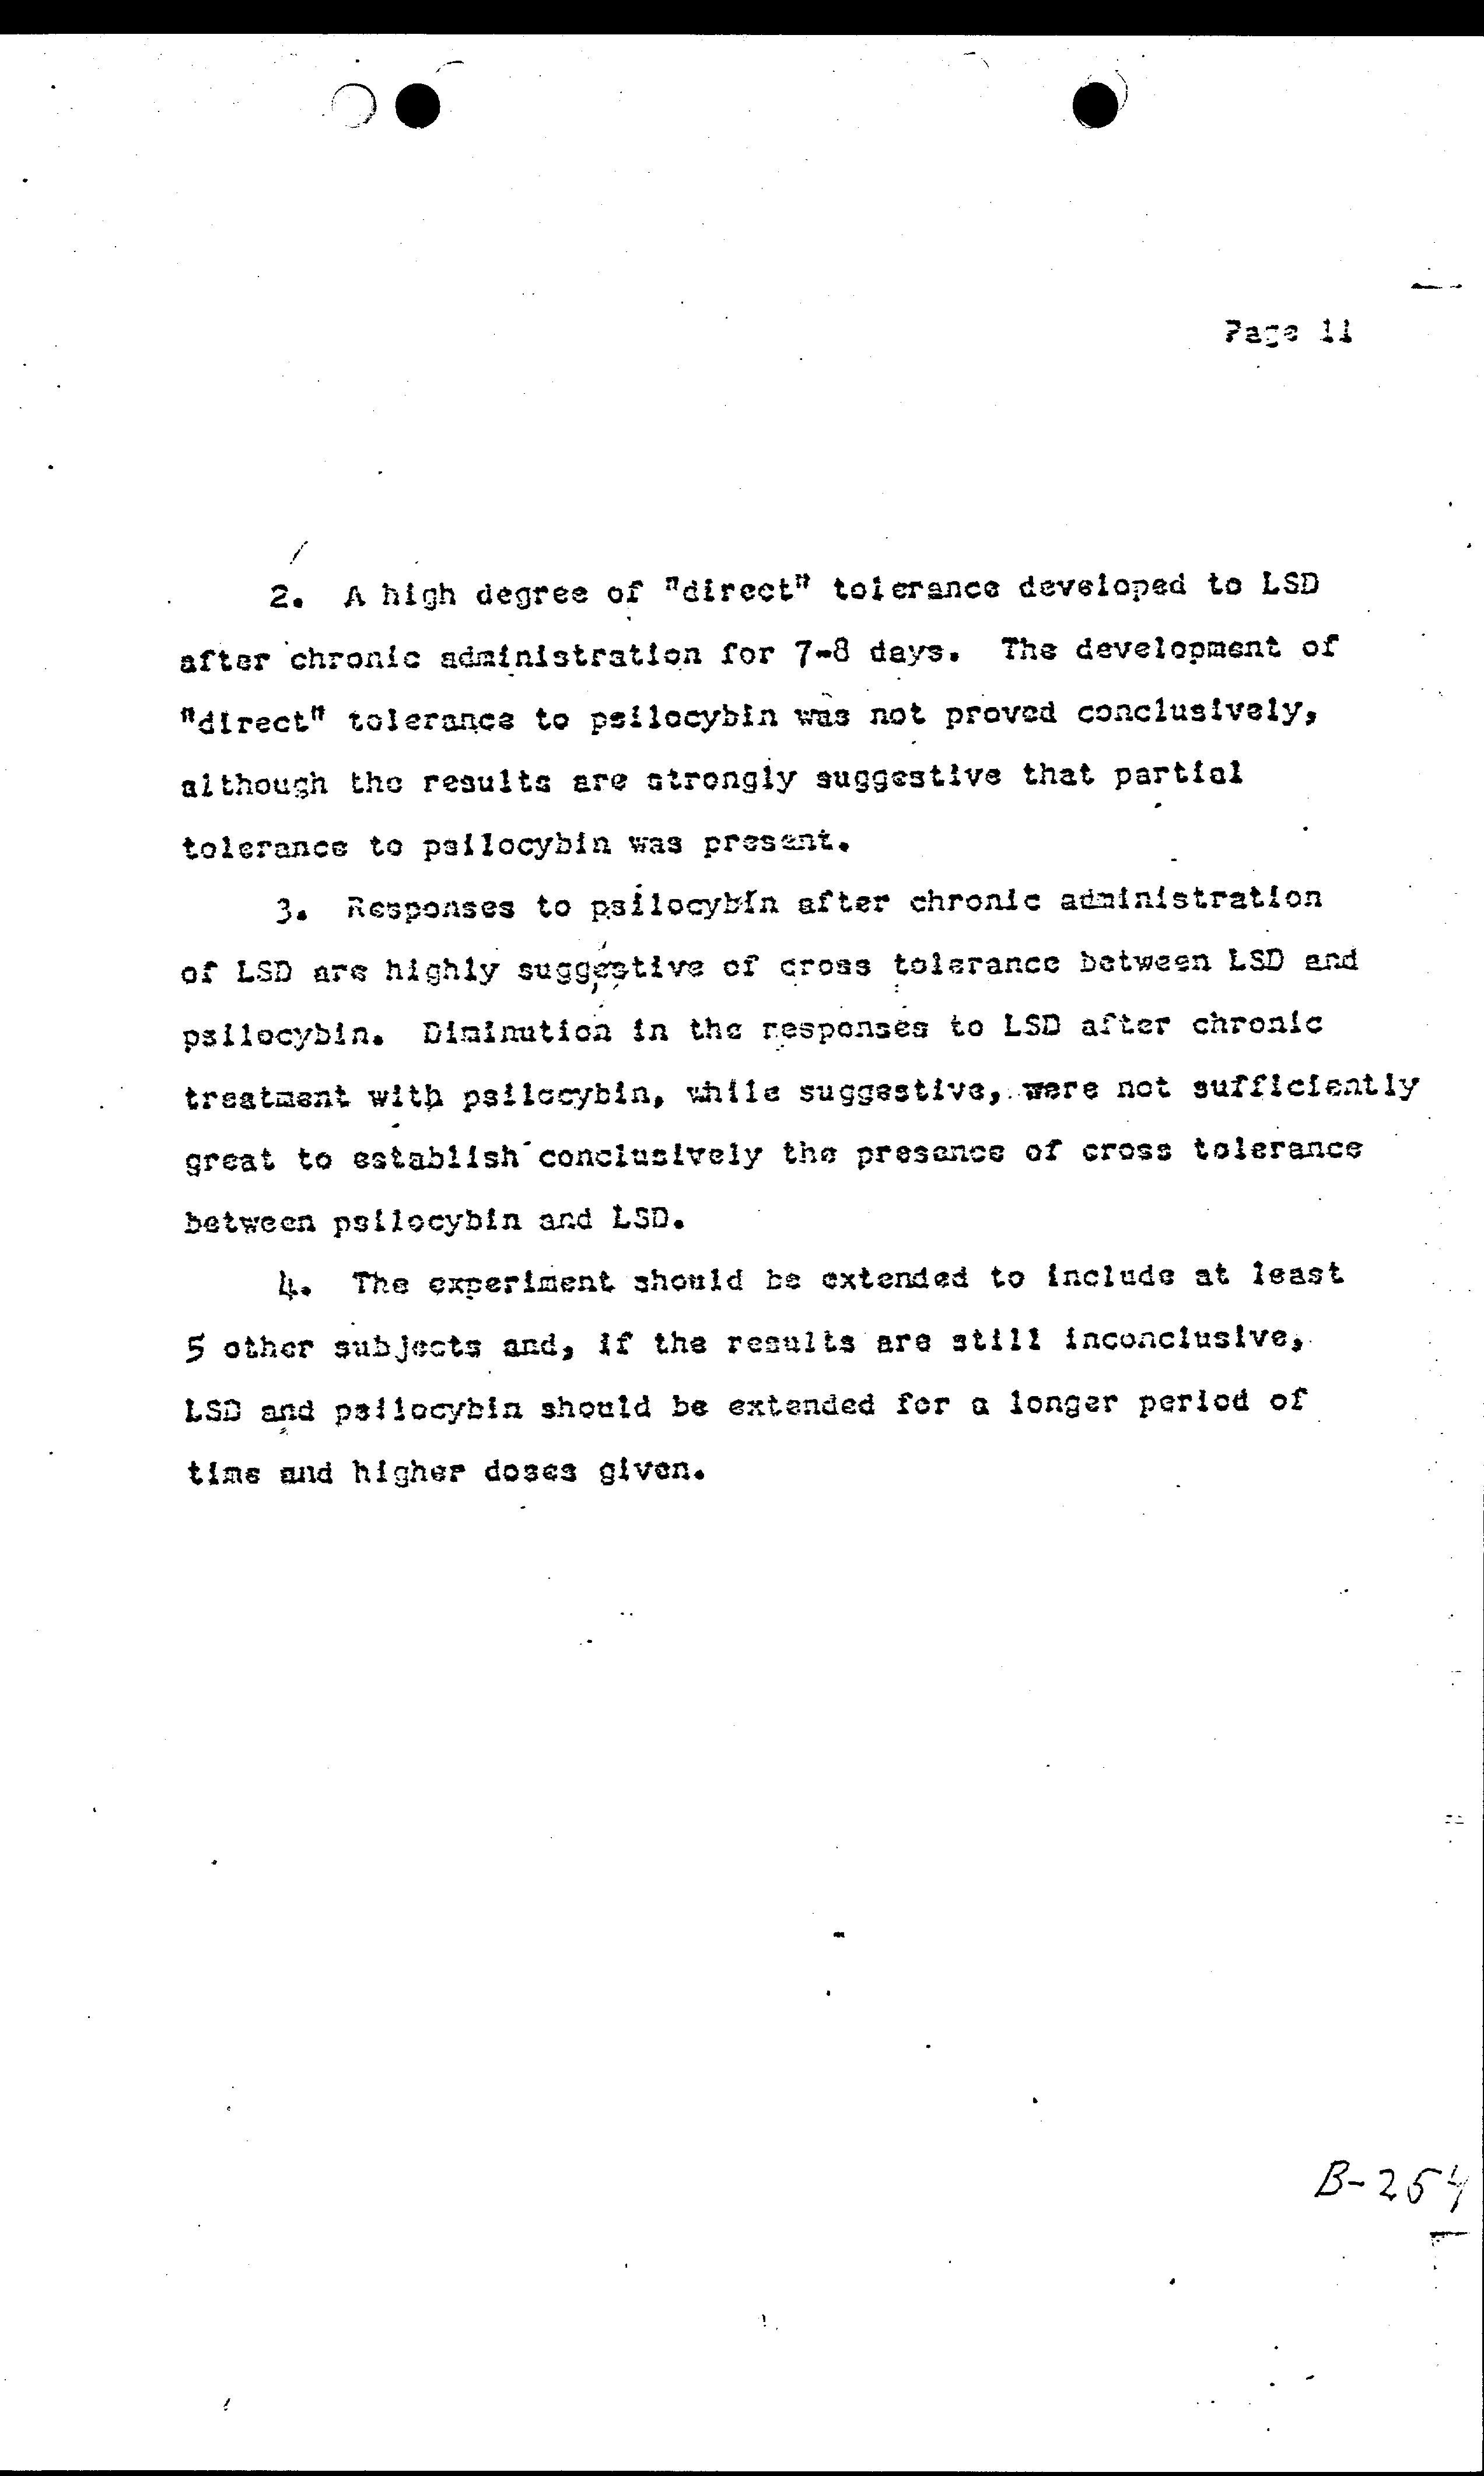 Page 11
2. A high degree of "direct" tolerance developed to LSD
after chronic administration for 7-8 days. The development of
"direct" tolerance to psilocybin was not proved conclusively,
although the results are strongly suggestive that partial
tolerance to psilocybin was present.
3. Responses to psilocybin after chronic administration
of LSD are highly suggestive of cross tolerance between LSD and
psilocybin. Diminution in the responses to LSD after chronic
treatment with psilocybin, while suggestive, were not sufficiently
great to establish conclusively the presence of cross tolerance
between psilocybin and LSD.
4. The experiment should be extended to include at least
5 other subjects and, if the results are still inconclusive,
LSD and psilocybin should be extended for a longer period of
time and higher doses given.
B-254